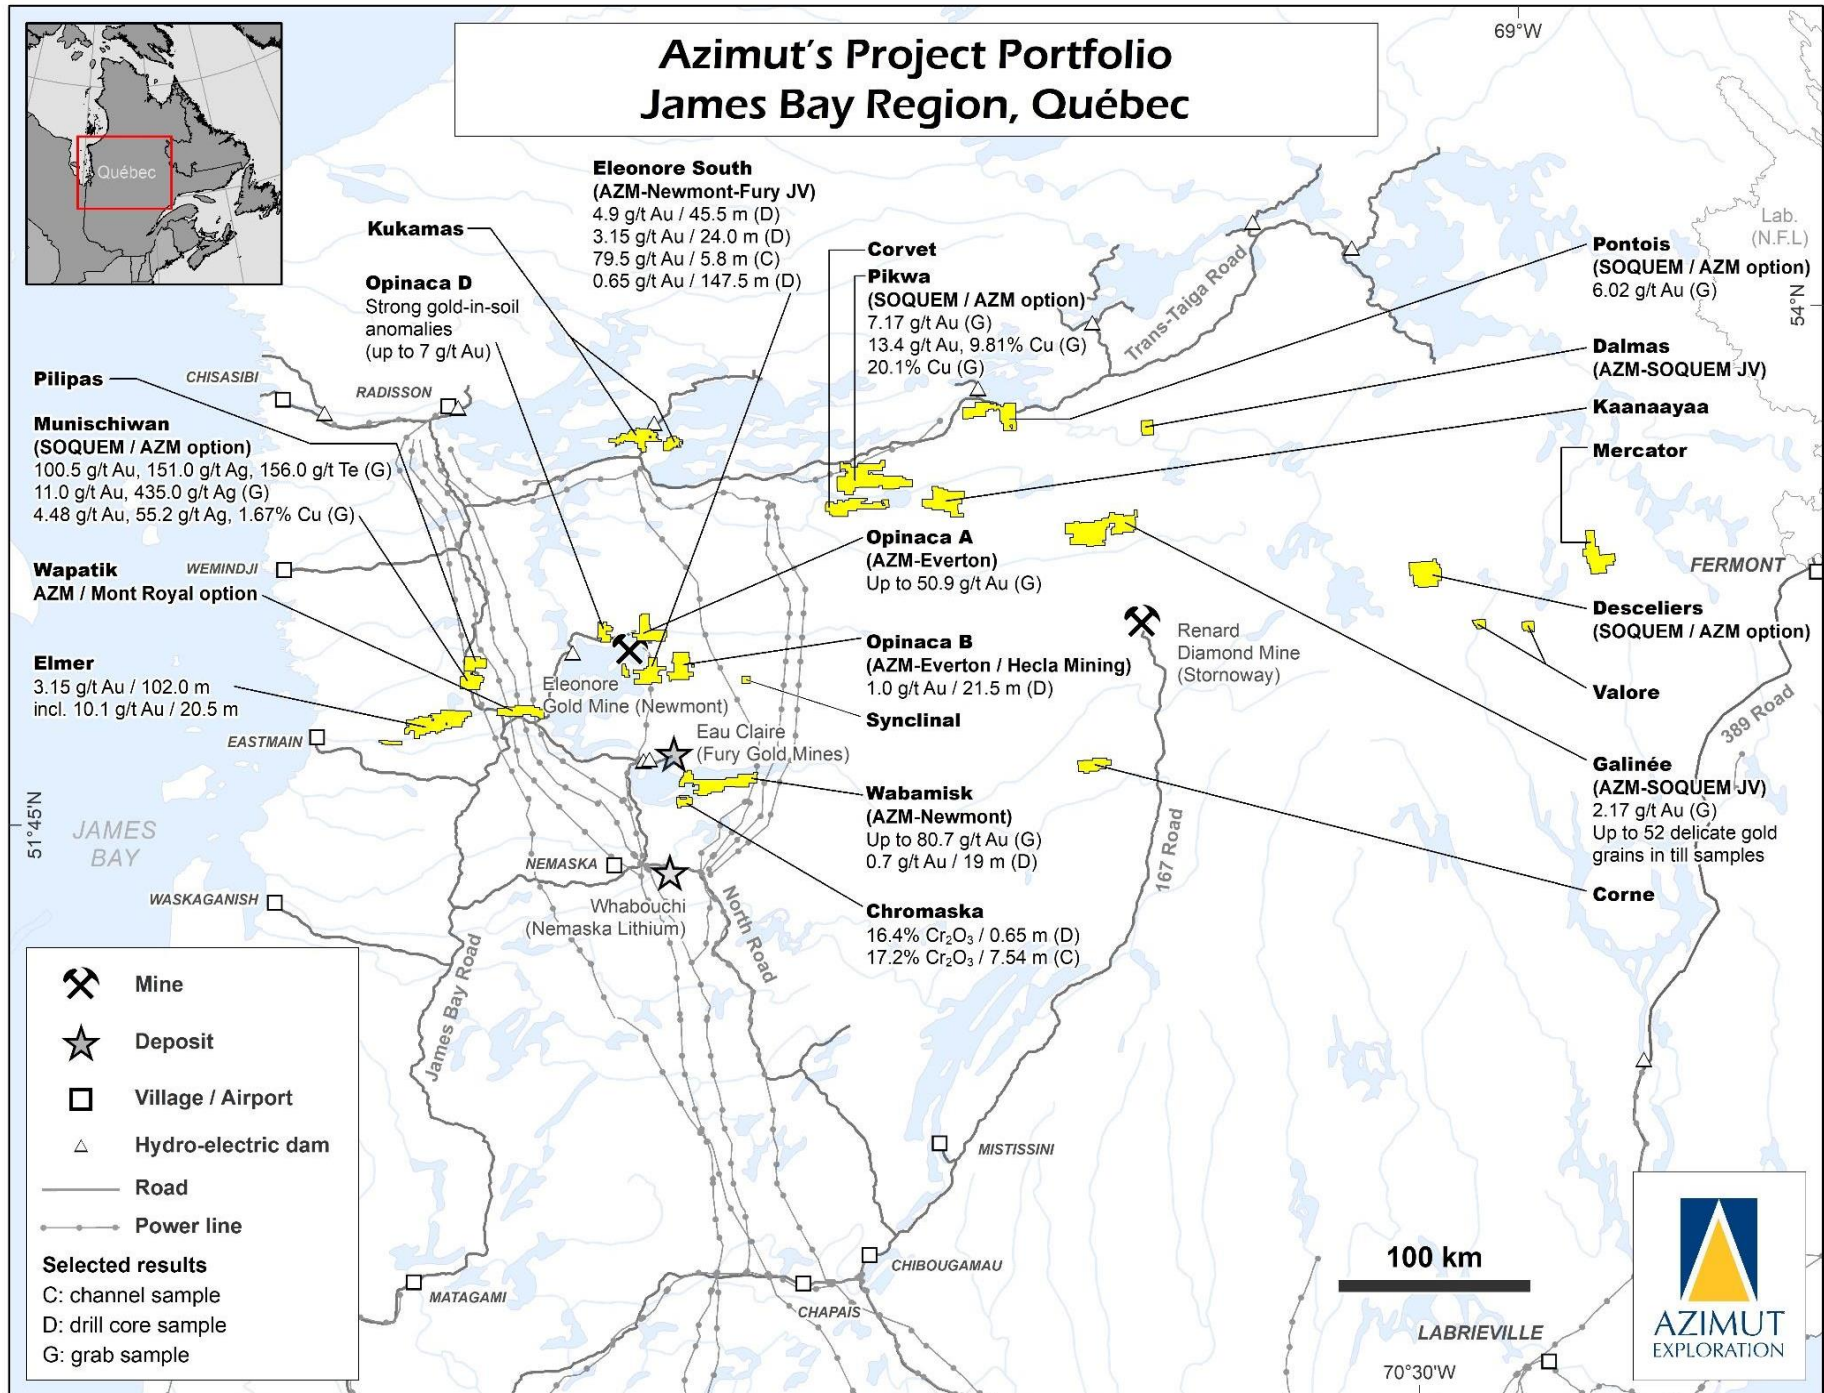 Azimut's Project Portfolio
James Bay Region, Québec
Québec
69°W
54°N
Lab.
(N.F.L)
Eleonore South
(AZM-Newmont-Fury JV)
4.9 g/t Au / 45.5 m (D)
3.15 g/t Au / 24.0 m (D)
79.5 g/t Au / 5.8 m (C)
0.65 g/t Au / 147.5 m (D)
Kukamas
Opinaca D
Strong gold-in-soil
anomalies
(up to 7 g/t Au)
Corvet
Pikwa
(SOQUEM / AZM option)
7.17 g/t Au (G)
13.4 g/t Au, 9.81% Cu (G)
20.1% Cu (G)
Trans-Taiga Road
Pontois
(SOQUEM / AZM option)
6.02 g/t Au (G)
Dalmas
(AZM-SOQUEM JV)
Kaanaayaa
Mercator
Pilipas
CHISASIBI
RADISSON
Munischiwan
(SOQUEM / AZM option)
100.5 g/t Au, 151.0 g/t Ag, 156.0 g/t Te (G)
11.0 g/t Au, 435.0 g/t Ag (G)
4.48 g/t Au, 55.2 g/t Ag, 1.67% Cu (G)
Wapatik
AZM / Mont Royal option
WEMINDJI
Opinaca A
(AZM-Everton)
Up to 50.9 g/t Au (G)
FERMONT
Desceliers
(SOQUEM / AZM option)
Renard
Diamond Mine
(Stornoway)
Opinaca B
(AZM-Everton / Hecla Mining)
1.0 g/t Au / 21.5 m (D)
Elmer
3.15 g/t Au / 102.0 m
incl. 10.1 g/t Au / 20.5 m
Eleonore
Gold Mine (Newmont)
Valore
Synclinal
EASTMAIN
Eau Claire
(Fury Gold Mines)
389 Road
Galinée
(AZM-SOQUEM JV)
2.17 g/t Au (G)
Up to 52 delicate gold
grains in till samples
Wabamisk
(AZM-Newmont)
Up to 80.7 g/t Au (G)
0.7 g/t Au / 19 m (D)
51°45'N
JAMES
BAY
NEMASKA
167 Road
Corne
WASKAGANISH
Whabouchi
(Nemaska Lithium)
North Road
Chromaska
16.4% Cr₂O₃ / 0.65 m (D)
17.2% Cr₂O₃ / 7.54 m (C)
James Bay Road
Mine
Deposit
Village / Airport
Hydro-electric dam
Road
Power line
Selected results
C: channel sample
D: drill core sample
G: grab sample
MISTISSINI
CHIBOUGAMAU
CHAPAIS
MATAGAMI
100 km
LABRIEVILLE
70°30'W
AZIMUT
EXPLORATION